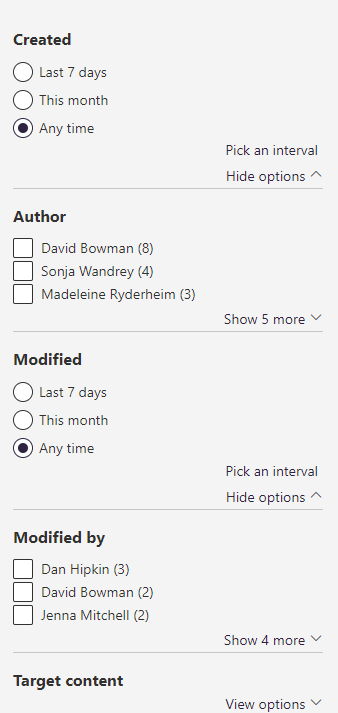 Created
Last 7 days
This month
Any time
Pick an interval
Hide options
Author
David Bowman (8)
Sonja Wandrey (4)
Madeleine Ryderheim (3)
Show 5 more
Modified
Last 7 days
This month
Any time
Pick an interval
Hide options
Modified by
Dan Hipkin (3)
David Bowman (2)
Jenna Mitchell (2)
Show 4 more
Target content
View options